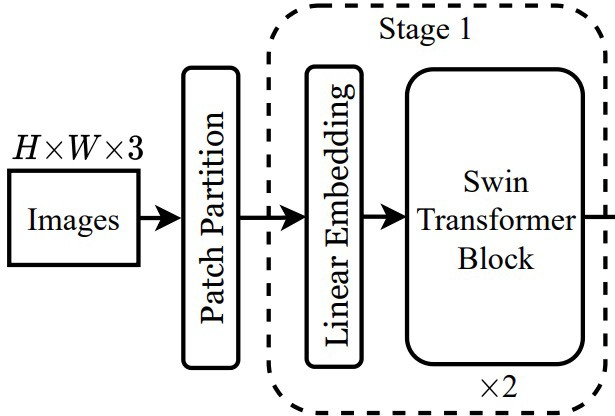 Stage 1
H×W×3
Images
Patch Partition
Linear Embedding
Swin
Transformer
Block
×2